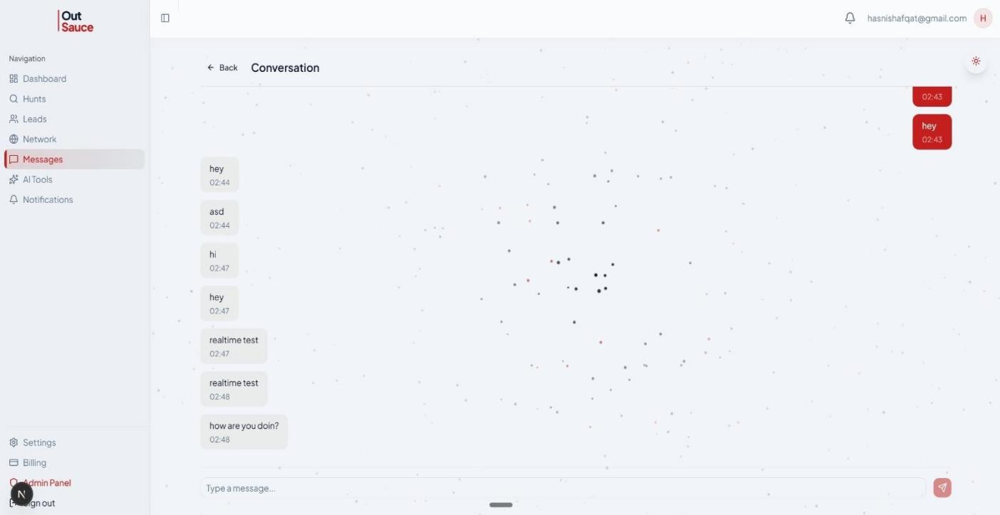 Out
Sauce
hasnishafqat@gmail.com
H
Navigation
Dashboard
Hunts
Leads
Network
Messages
AI Tools
Notifications
Settings
Billing
Admin Panel
N
ign out
Back
Conversation
02:43
hey
02:43
hey
02:44
asd
02:44
hi
02:47
hey
02:47
realtime test
02:47
realtime test
02:48
how are you doin?
02:48
Type a message...